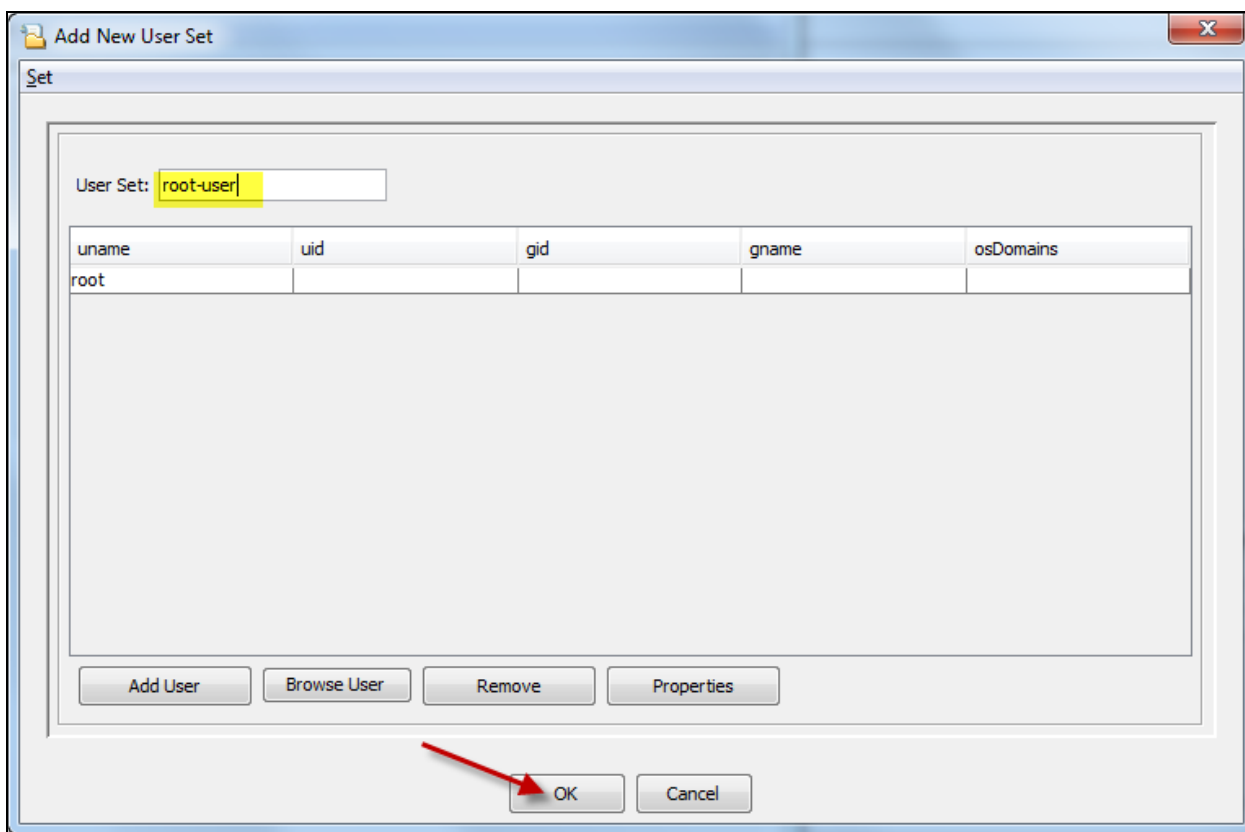 Add New User Set
Set
User Set: root-user
uname uid gid gname osDomains
root
Add User Browse User Remove Properties
OK Cancel